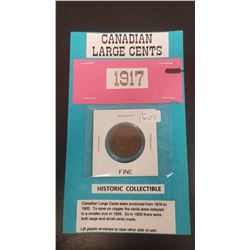 CANADIAN
LARGE CENTS
1917
FINE
HISTORIC COLLECTIBLE
Canadian Large Cents were produced from 1876 to
1920. To save on copper the cents were reduced
to a smaller size in 1920. So in 1920 there were
both large and small cents made.
Lift plastic envelope to view other side of coin.